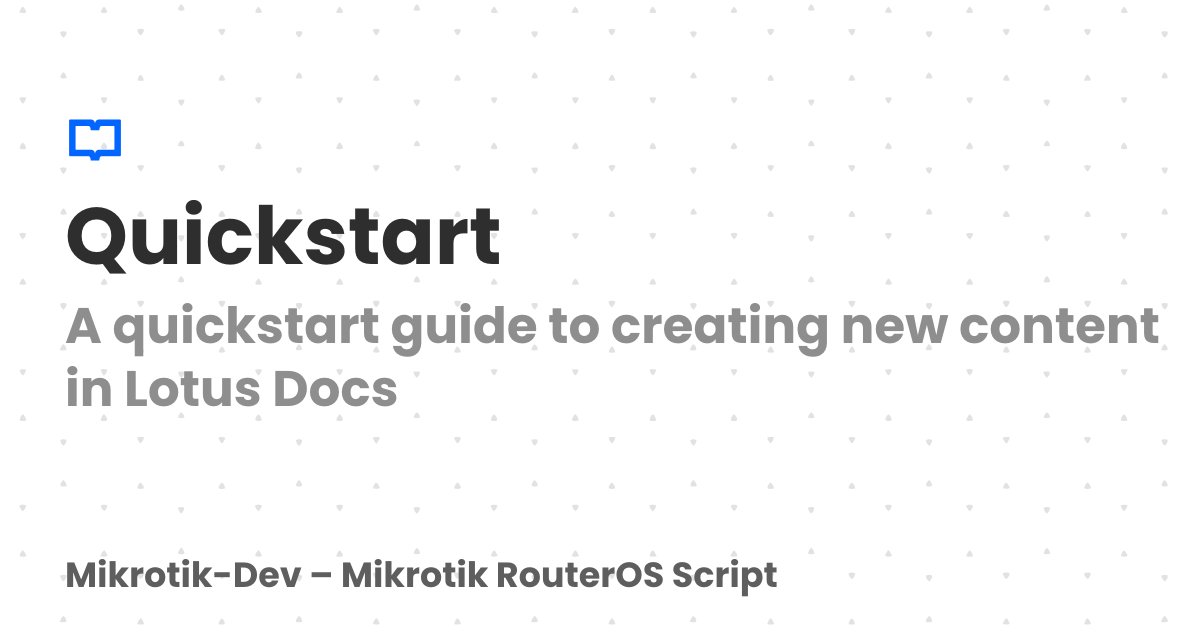 Quickstart
A quickstart guide to creating new content
in Lotus Docs
Mikrotik-Dev – Mikrotik RouterOS Script